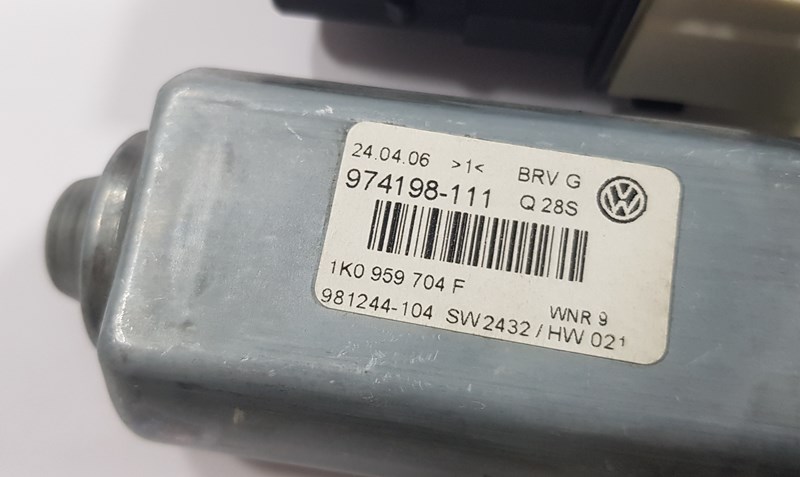 24.04.06 >1< BRV G
974198-111 Q 28S
1K0 959 704 F
WNR 9
981244-104 SW2432 / HW 021